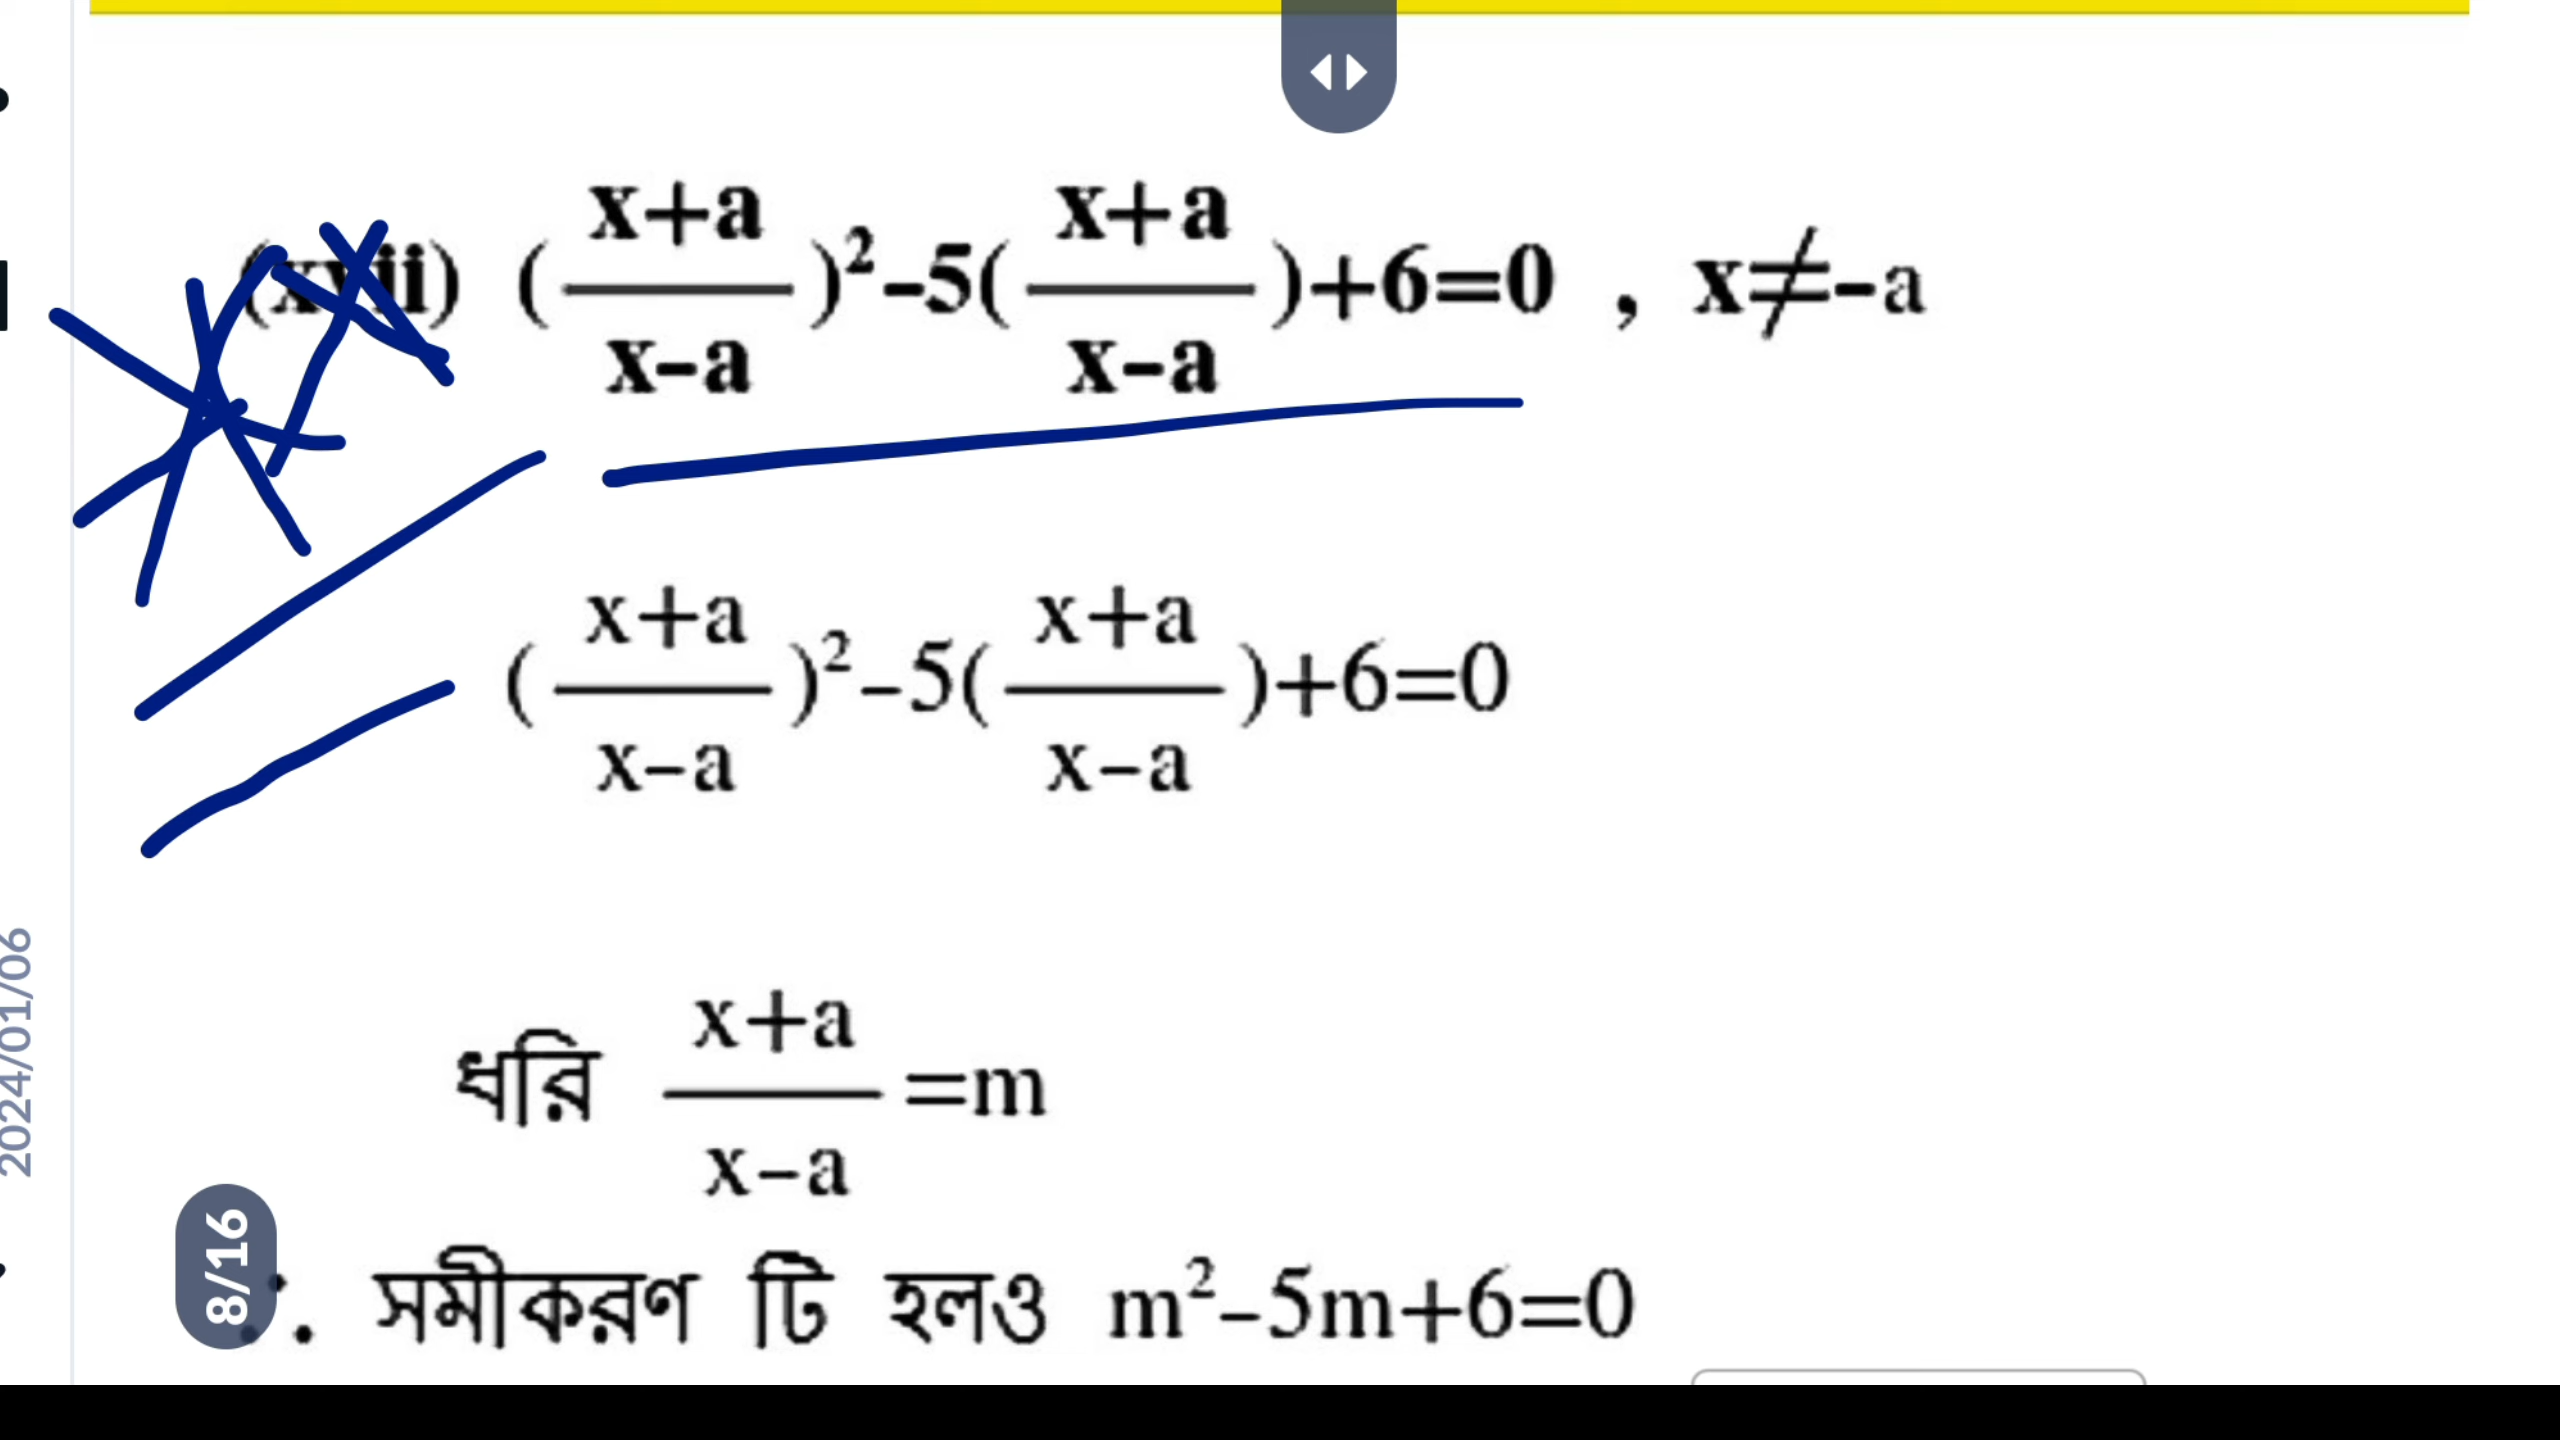 (xvii) (x+a/x-a)²-5(x+a/x-a)+6=0 , x≠-a
(x+a/x-a)²-5(x+a/x-a)+6=0
ধরি x+a/x-a=m
∴ সমীকরণ টি হলও m²-5m+6=0
2024/01/06
8/16